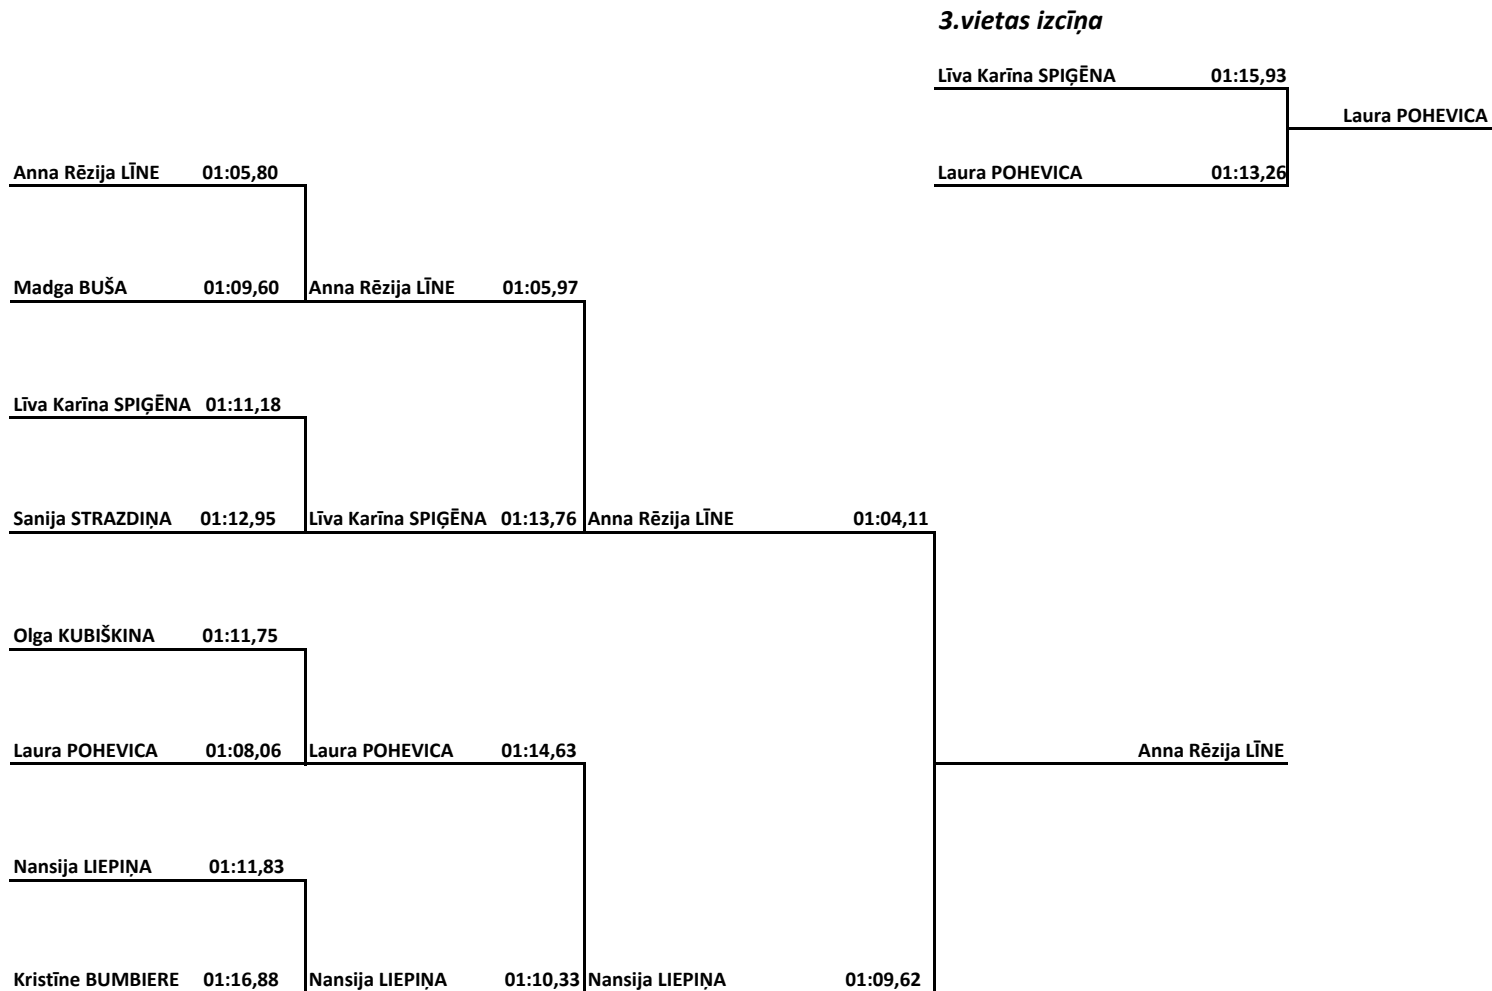 3.vietas izcīņa
Līva Karīna SPIĢĒNA 01:15,93
Laura POHEVICA
Anna Rēzija LĪNE 01:05,80 Laura POHEVICA 01:13,26
Madga BUŠA 01:09,60 Anna Rēzija LĪNE 01:05,97
Līva Karīna SPIĢĒNA 01:11,18
Sanija STRAZDIŅA 01:12,95 Līva Karīna SPIĢĒNA 01:13,76 Anna Rēzija LĪNE 01:04,11
Olga KUBIŠKINA 01:11,75
Laura POHEVICA 01:08,06 Laura POHEVICA 01:14,63 Anna Rēzija LĪNE
Nansija LIEPIŅA 01:11,83
Kristīne BUMBIERE 01:16,88 Nansija LIEPIŅA 01:10,33 Nansija LIEPIŅA 01:09,62